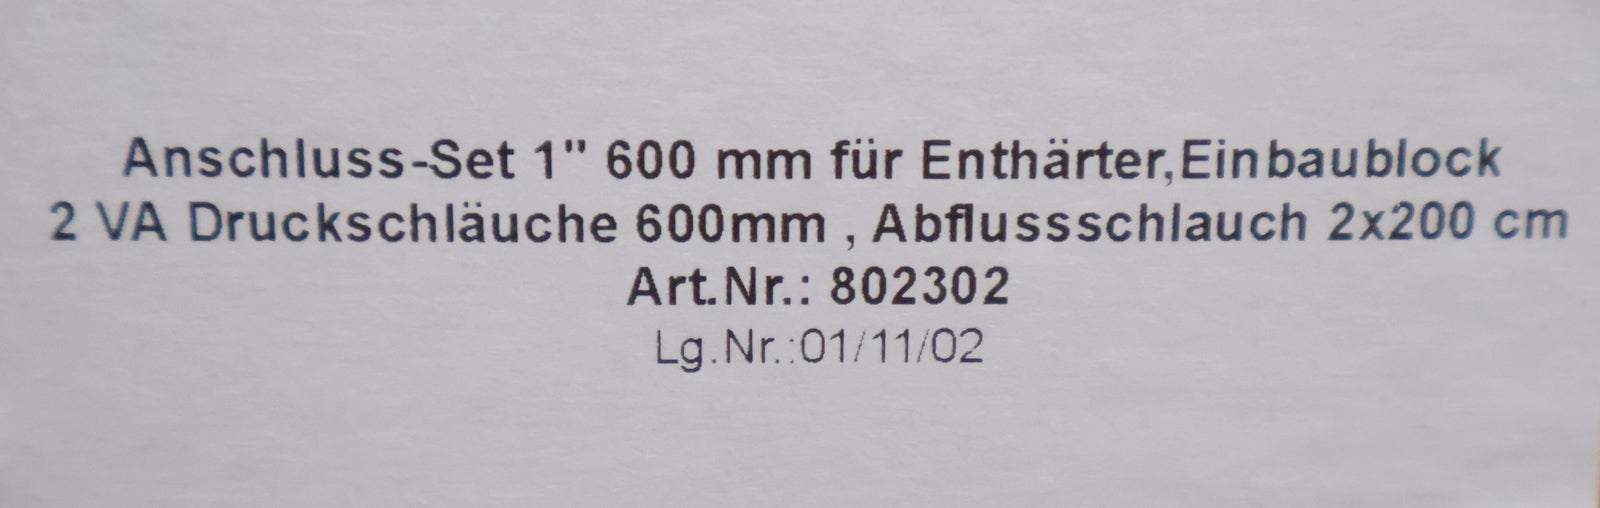 Anschluss-Set 1" 600 mm für Enthärter,Einbaublock
2 VA Druckschläuche 600mm , Abflussschlauch 2x200 cm
Art.Nr.: 802302
Lg.Nr.:01/11/02